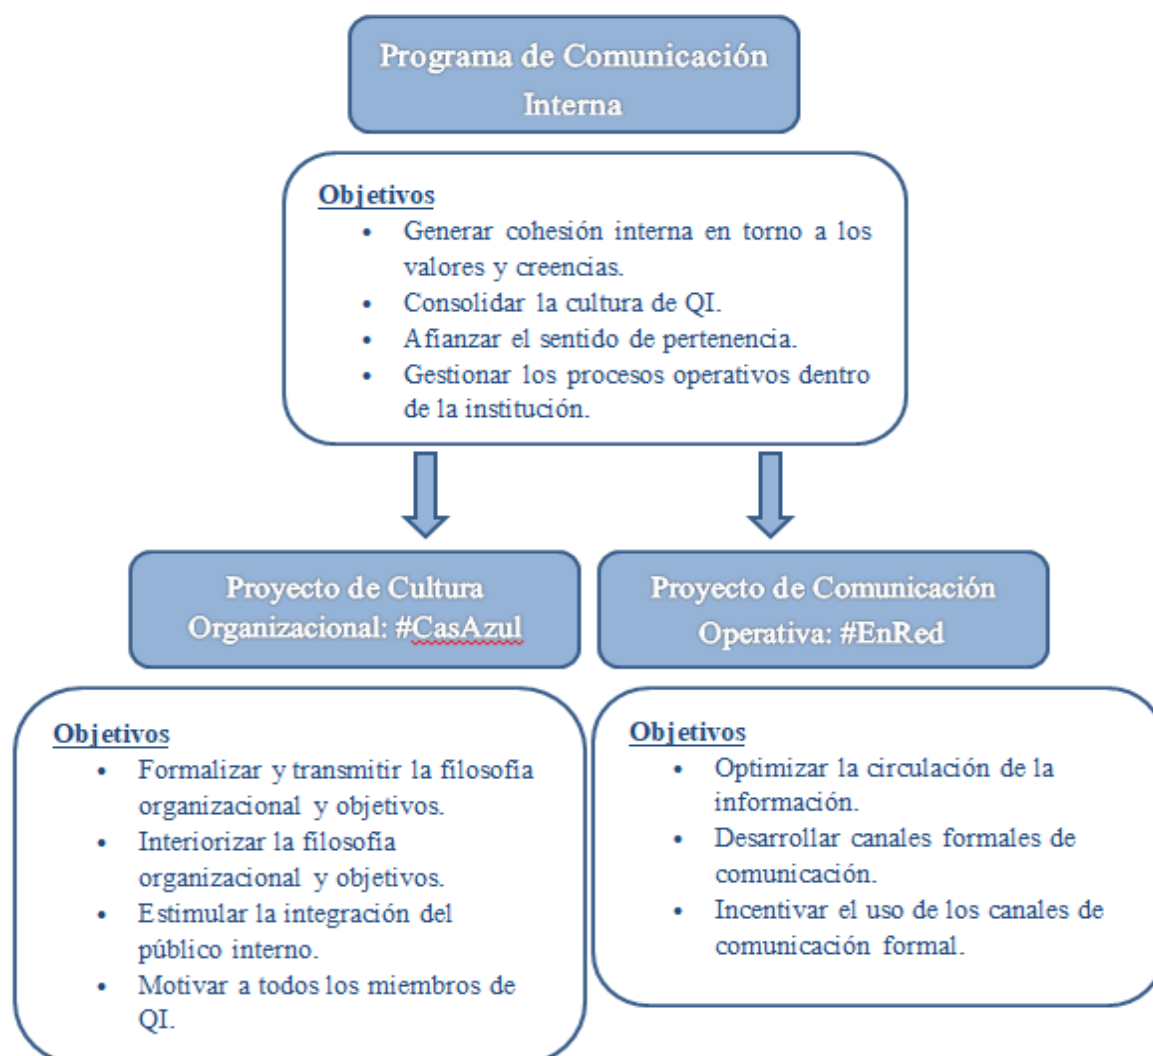 Programa de Comunicación
Interna
Objetivos
• Generar cohesión interna en torno a los
valores y creencias.
• Consolidar la cultura de QI.
• Afianzar el sentido de pertenencia.
• Gestionar los procesos operativos dentro
de la institución.
Proyecto de Cultura
Organizacional: #CasAzul
Objetivos
• Formalizar y transmitir la filosofía
organizacional y objetivos.
• Interiorizar la filosofía
organizacional y objetivos.
• Estimular la integración del
público interno.
• Motivar a todos los miembros de
QI.
Proyecto de Comunicación
Operativa: #EnRed
Objetivos
• Optimizar la circulación de la
información.
• Desarrollar canales formales de
comunicación.
• Incentivar el uso de los canales de
comunicación formal.